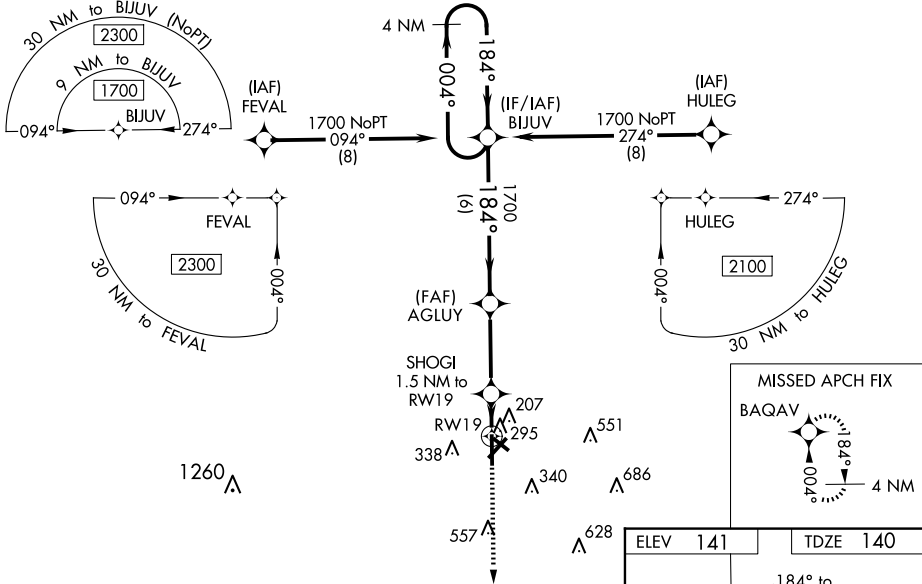 30 NM to BIJUV (NoPT)
2300
9 NM to BIJUV
1700
BIJUV
094°
274°
4 NM
004°
184°
(IAF)
FEVAL
1700 NoPT
094°
(8)
(IF/IAF)
BIJUV
(IAF)
HULEG
1700 NoPT
274°
(8)
1700
184°
(6)
094°
FEVAL
2300
004°
30 NM to FEVAL
HULEG
274°
2100
004°
30 NM to HULEG
(FAF)
AGLUY
SHOGI
1.5 NM to
RW19
RW19
207
295
338
551
340
686
1260
557
628
MISSED APCH FIX
BAQAV
184°
004°
4 NM
ELEV 141
TDZE 140
184° to